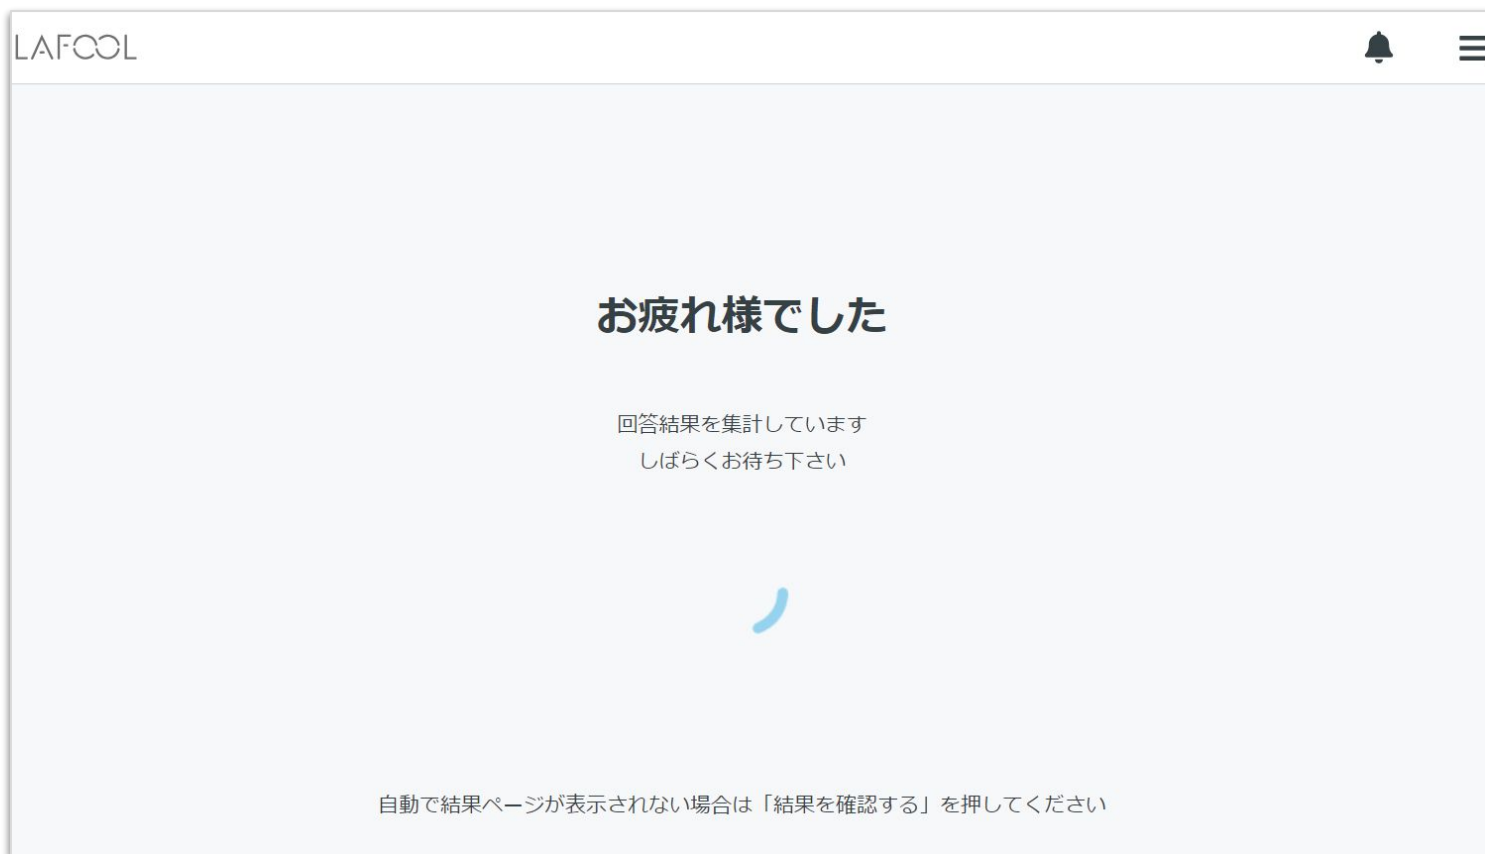 LAFOOL
お疲れ様でした
回答結果を集計しています
しばらくお待ち下さい
自動で結果ページが表示されない場合は「結果を確認する」を押してください